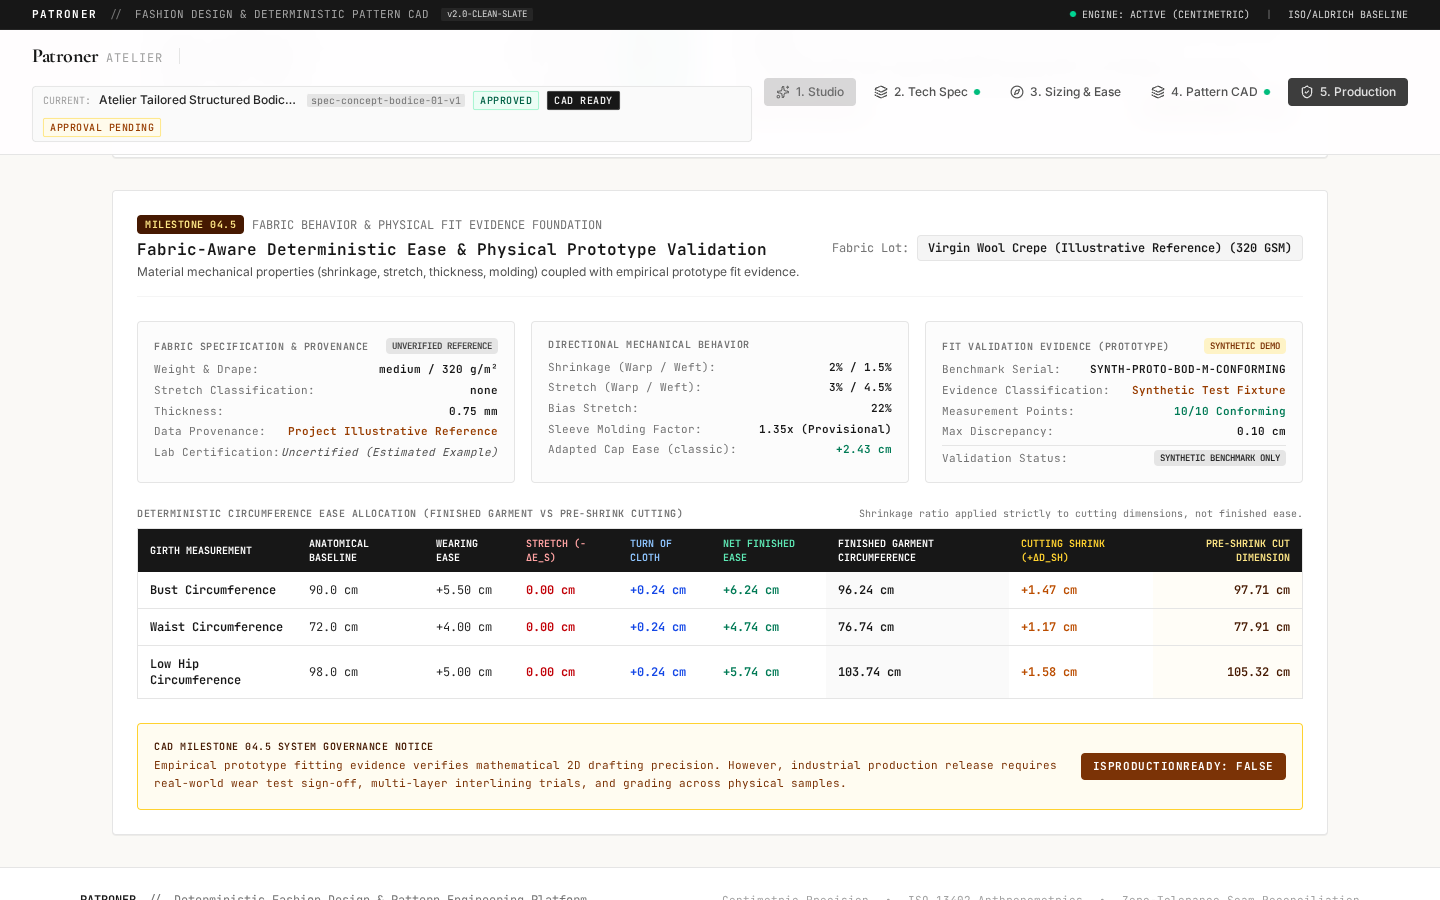 PATRONER // FASHION DESIGN & DETERMINISTIC PATTERN CAD v2.0-CLEAN-SLATE
ENGINE: ACTIVE (CENTIMETRIC) | ISO/ALDRICH BASELINE
Patroner ATELIER
CURRENT: Atelier Tailored Structured Bodic... spec-concept-bodice-01-v1 APPROVED CAD READY
APPROVAL PENDING
1. Studio
2. Tech Spec
3. Sizing & Ease
4. Pattern CAD
5. Production
MILESTONE 04.5 FABRIC BEHAVIOR & PHYSICAL FIT EVIDENCE FOUNDATION
Fabric-Aware Deterministic Ease & Physical Prototype Validation
Material mechanical properties (shrinkage, stretch, thickness, molding) coupled with empirical prototype fit evidence.
Fabric Lot: Virgin Wool Crepe (Illustrative Reference) (320 GSM)
FABRIC SPECIFICATION & PROVENANCE UNVERIFIED REFERENCE
Weight & Drape: medium / 320 g/m²
Stretch Classification: none
Thickness: 0.75 mm
Data Provenance: Project Illustrative Reference
Lab Certification: Uncertified (Estimated Example)
DIRECTIONAL MECHANICAL BEHAVIOR
Shrinkage (Warp / Weft): 2% / 1.5%
Stretch (Warp / Weft): 3% / 4.5%
Bias Stretch: 22%
Sleeve Molding Factor: 1.35x (Provisional)
Adapted Cap Ease (classic): +2.43 cm
FIT VALIDATION EVIDENCE (PROTOTYPE) SYNTHETIC DEMO
Benchmark Serial: SYNTH-PROTO-BOD-M-CONFORMING
Evidence Classification: Synthetic Test Fixture
Measurement Points: 10/10 Conforming
Max Discrepancy: 0.10 cm
Validation Status: SYNTHETIC BENCHMARK ONLY
DETERMINISTIC CIRCUMFERENCE EASE ALLOCATION (FINISHED GARMENT VS PRE-SHRINK CUTTING)
Shrinkage ratio applied strictly to cutting dimensions, not finished ease.
GIRTH MEASUREMENT
ANATOMICAL
BASELINE
WEARING
EASE
STRETCH (-
ΔE_S)
TURN OF
CLOTH
NET FINISHED
EASE
FINISHED GARMENT
CIRCUMFERENCE
CUTTING SHRINK
(+ΔD_SH)
PRE-SHRINK CUT
DIMENSION
Bust Circumference 90.0 cm +5.50 cm 0.00 cm +0.24 cm +6.24 cm 96.24 cm +1.47 cm 97.71 cm
Waist Circumference 72.0 cm +4.00 cm 0.00 cm +0.24 cm +4.74 cm 76.74 cm +1.17 cm 77.91 cm
Low Hip
Circumference 98.0 cm +5.00 cm 0.00 cm +0.24 cm +5.74 cm 103.74 cm +1.58 cm 105.32 cm
CAD MILESTONE 04.5 SYSTEM GOVERNANCE NOTICE
Empirical prototype fitting evidence verifies mathematical 2D drafting precision. However, industrial production release requires
real-world wear test sign-off, multi-layer interlining trials, and grading across physical samples.
ISPRODUCTIONREADY: FALSE
PATRONER // Deterministic Fashion Design & Pattern Engineering Platform
Centimetric Precision • ISO 13402 Anthropometrics • Zero Tolerance Seam Reconciliation